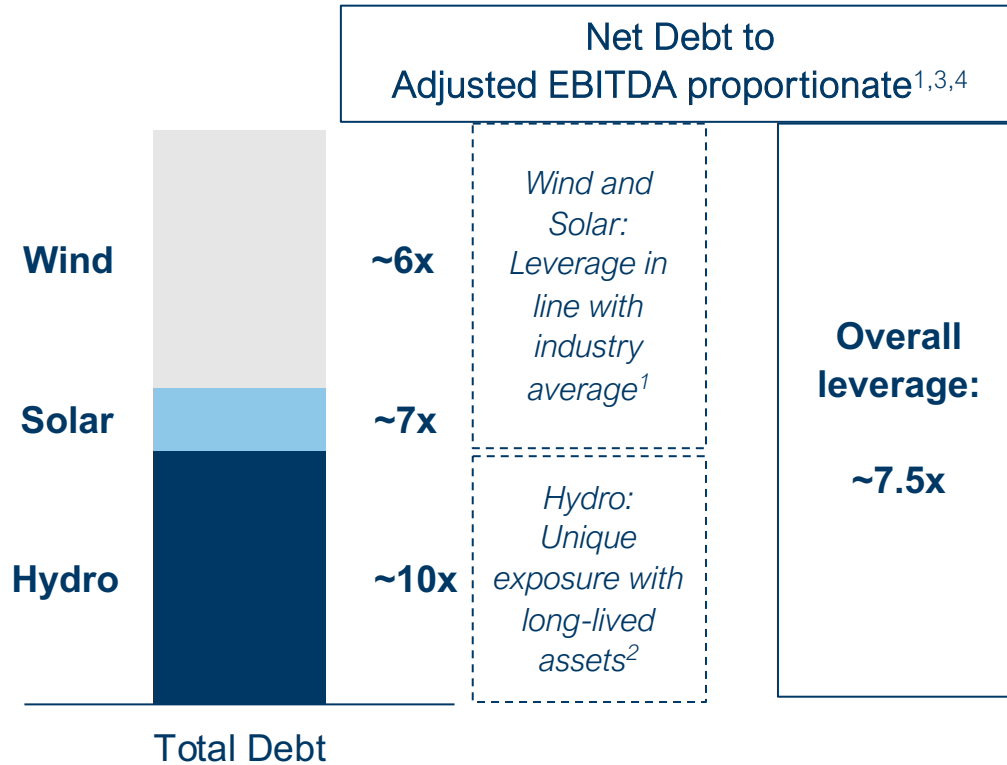 Net Debt to
Adjusted EBITDA proportionate1,3,4
Wind
~6x
Wind and
Solar:
Leverage in
line with
industry
average1
Solar
~7x
Hydro
~10x
Hydro:
Unique
exposure with
long-lived
assets2
Overall
leverage:
~7.5x
Total Debt